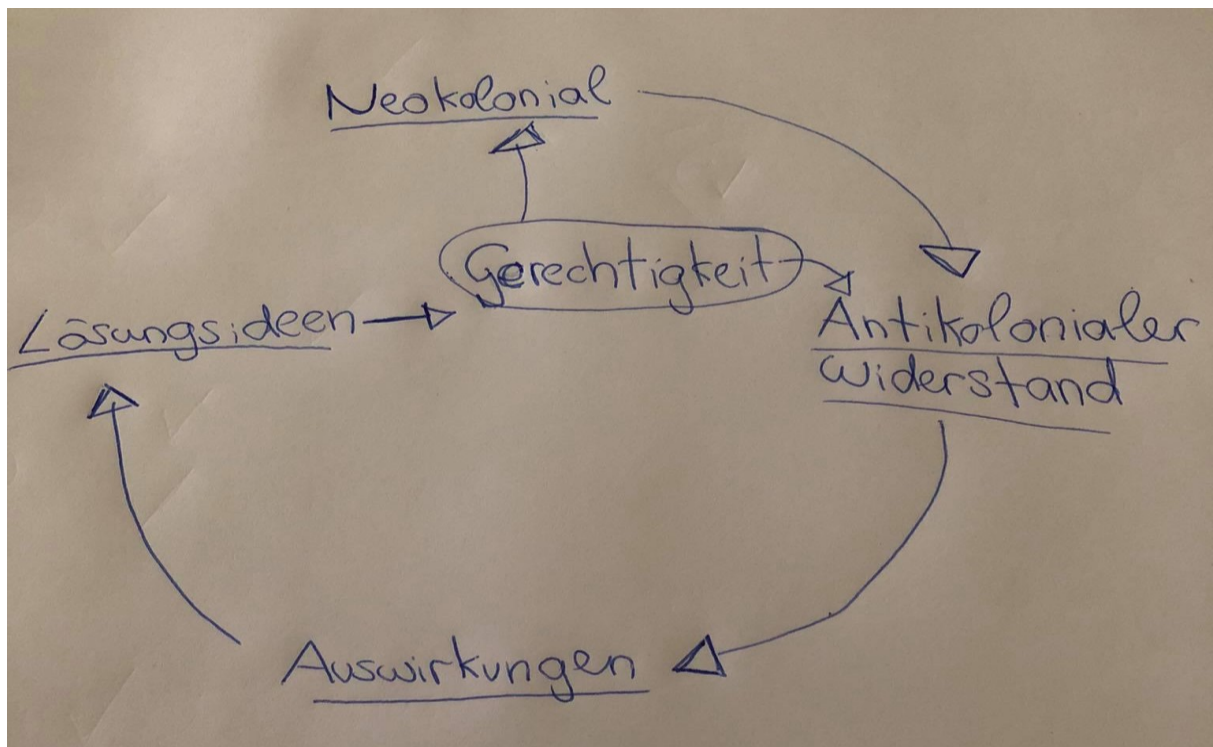 Neokolonial
Gerechtigkeit
Lösungsideen
Antikolonialer
Widerstand
Auswirkungen